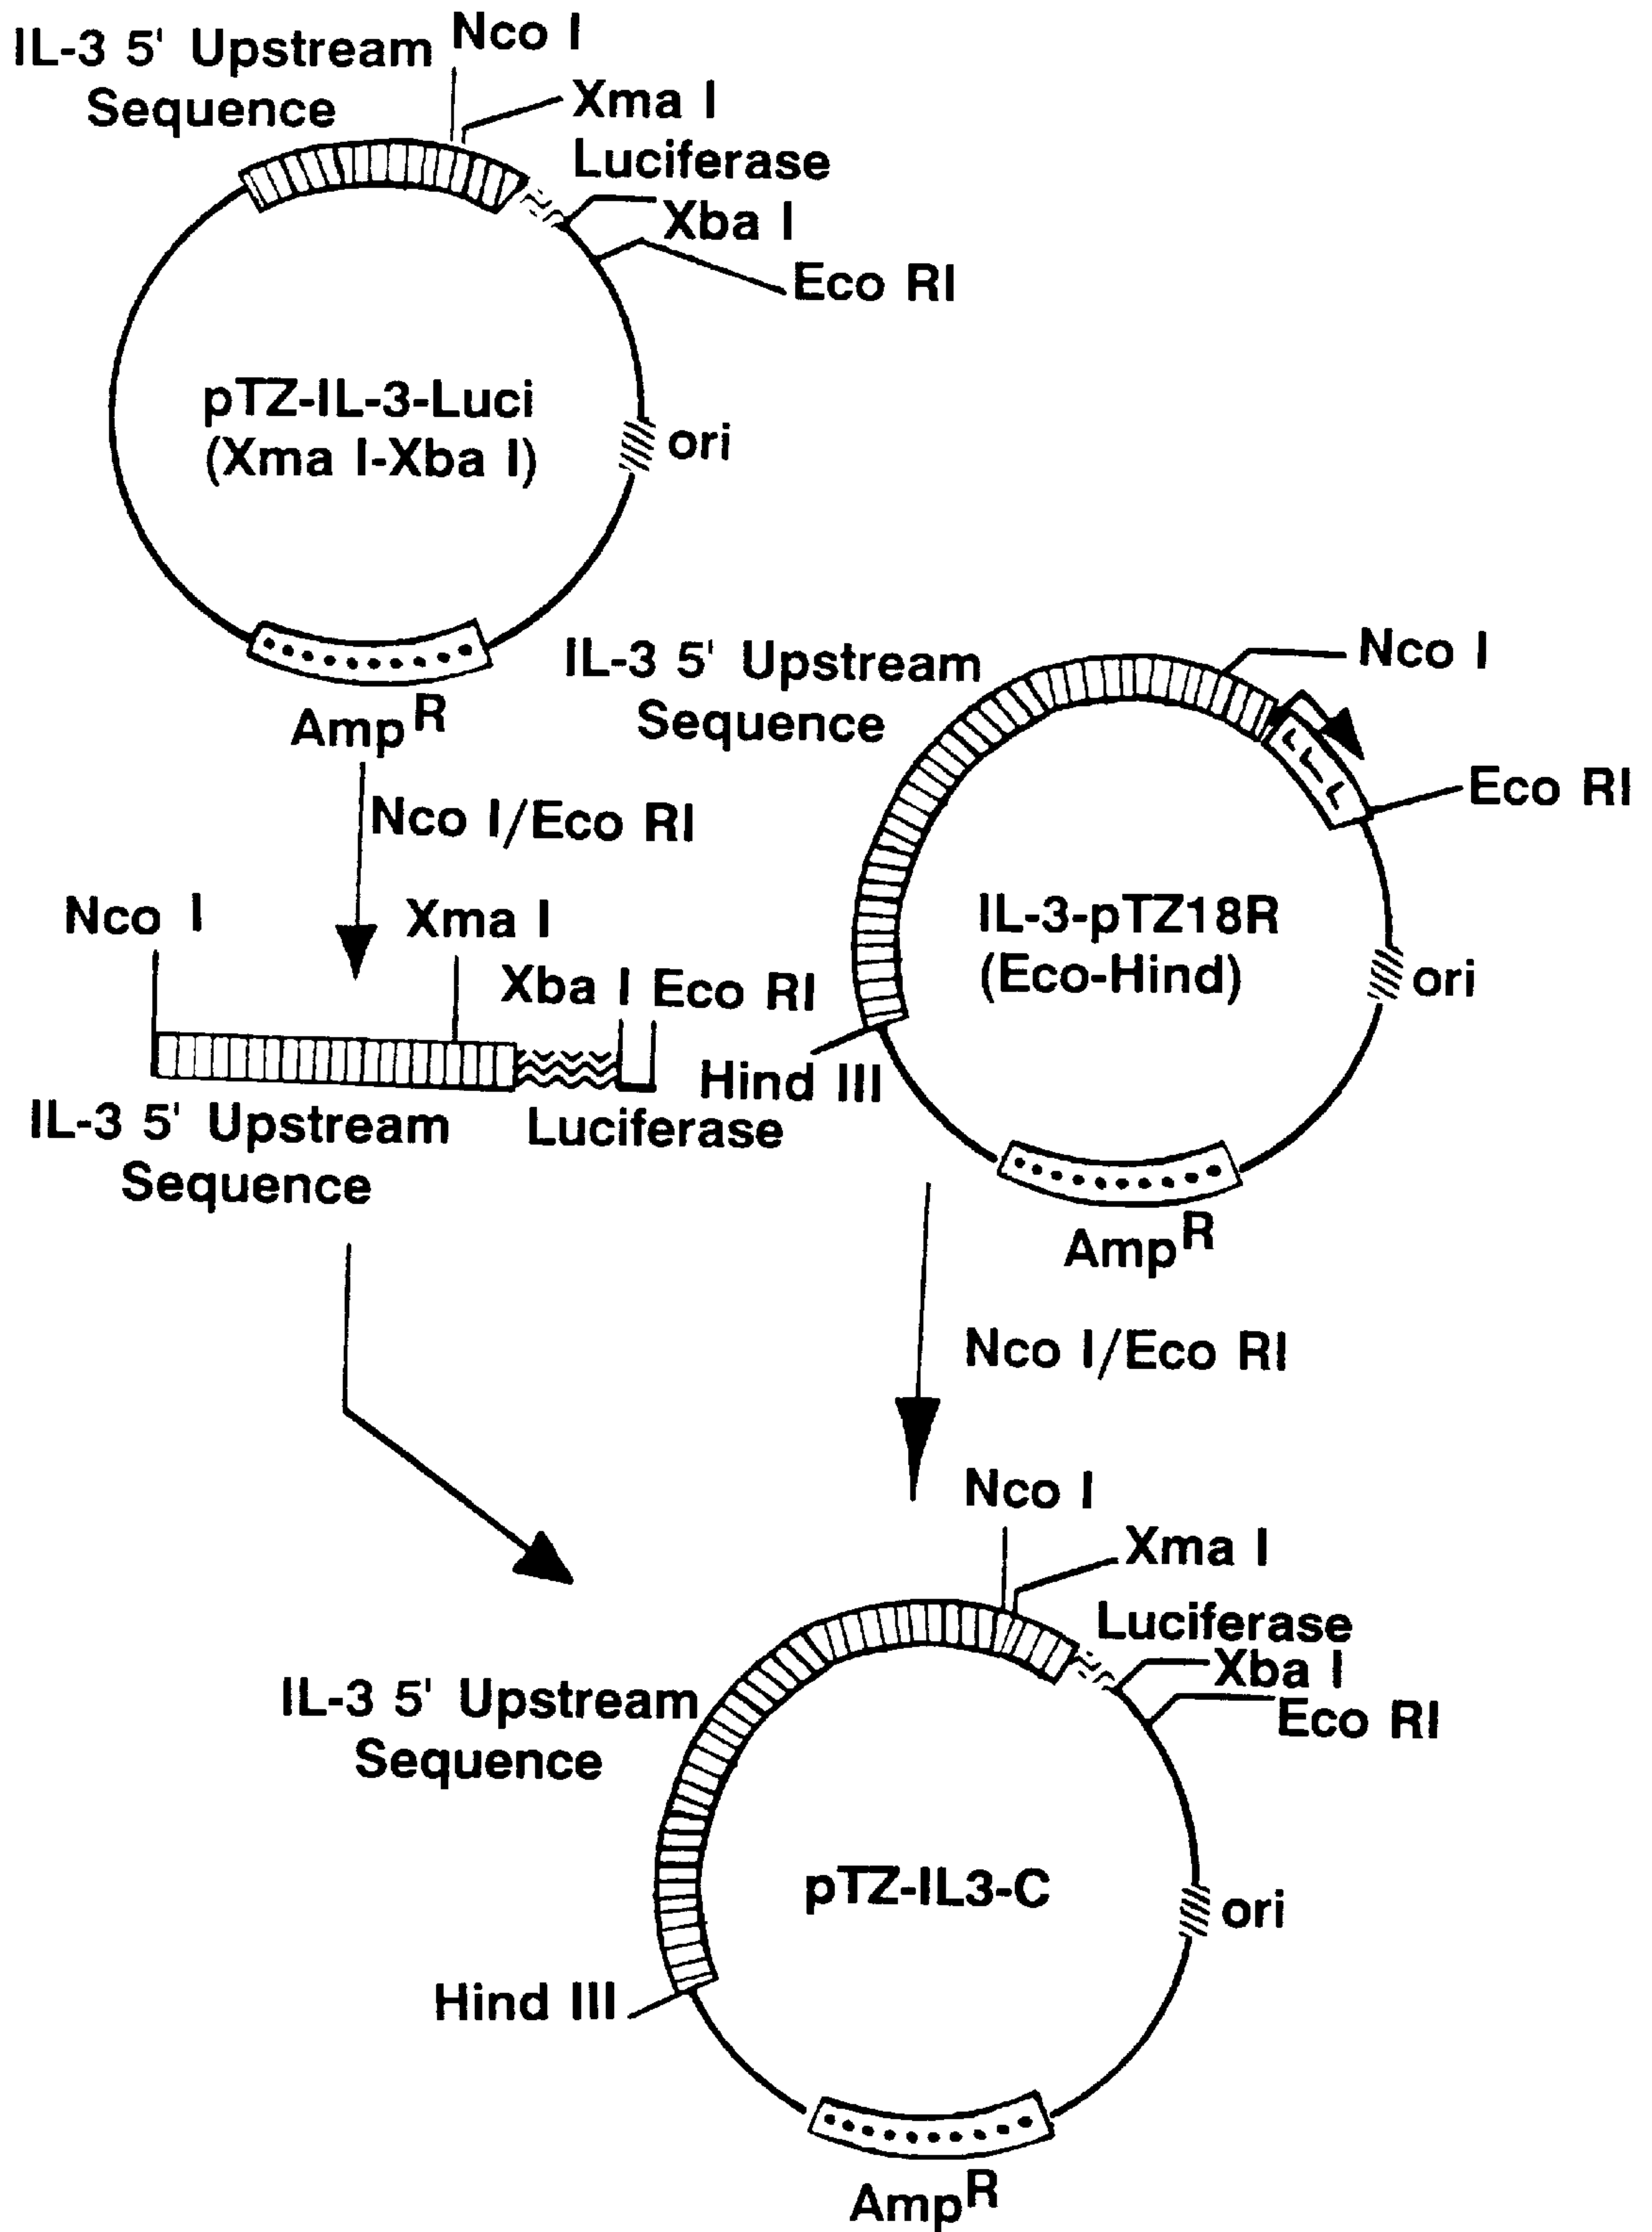 IL-3 5' Upstream
Sequence
Nco I
Xma I
Luciferase
Xba I
Eco RI
pTZ-IL-3-Luci
(Xma I-Xba I)
ori
Amp R
Nco I/Eco RI
Nco I
Xma I
Xba I
Eco RI
IL-3 5' Upstream
Sequence
Luciferase
IL-3 5' Upstream
Sequence
Nco I
Eco RI
IL-3-pTZ18R
(Eco-Hind)
ori
Hind III
Amp R
Nco I/Eco RI
Nco I
Xma I
Luciferase
Xba I
Eco RI
IL-3 5' Upstream
Sequence
pTZ-IL3-C
ori
Hind III
Amp R